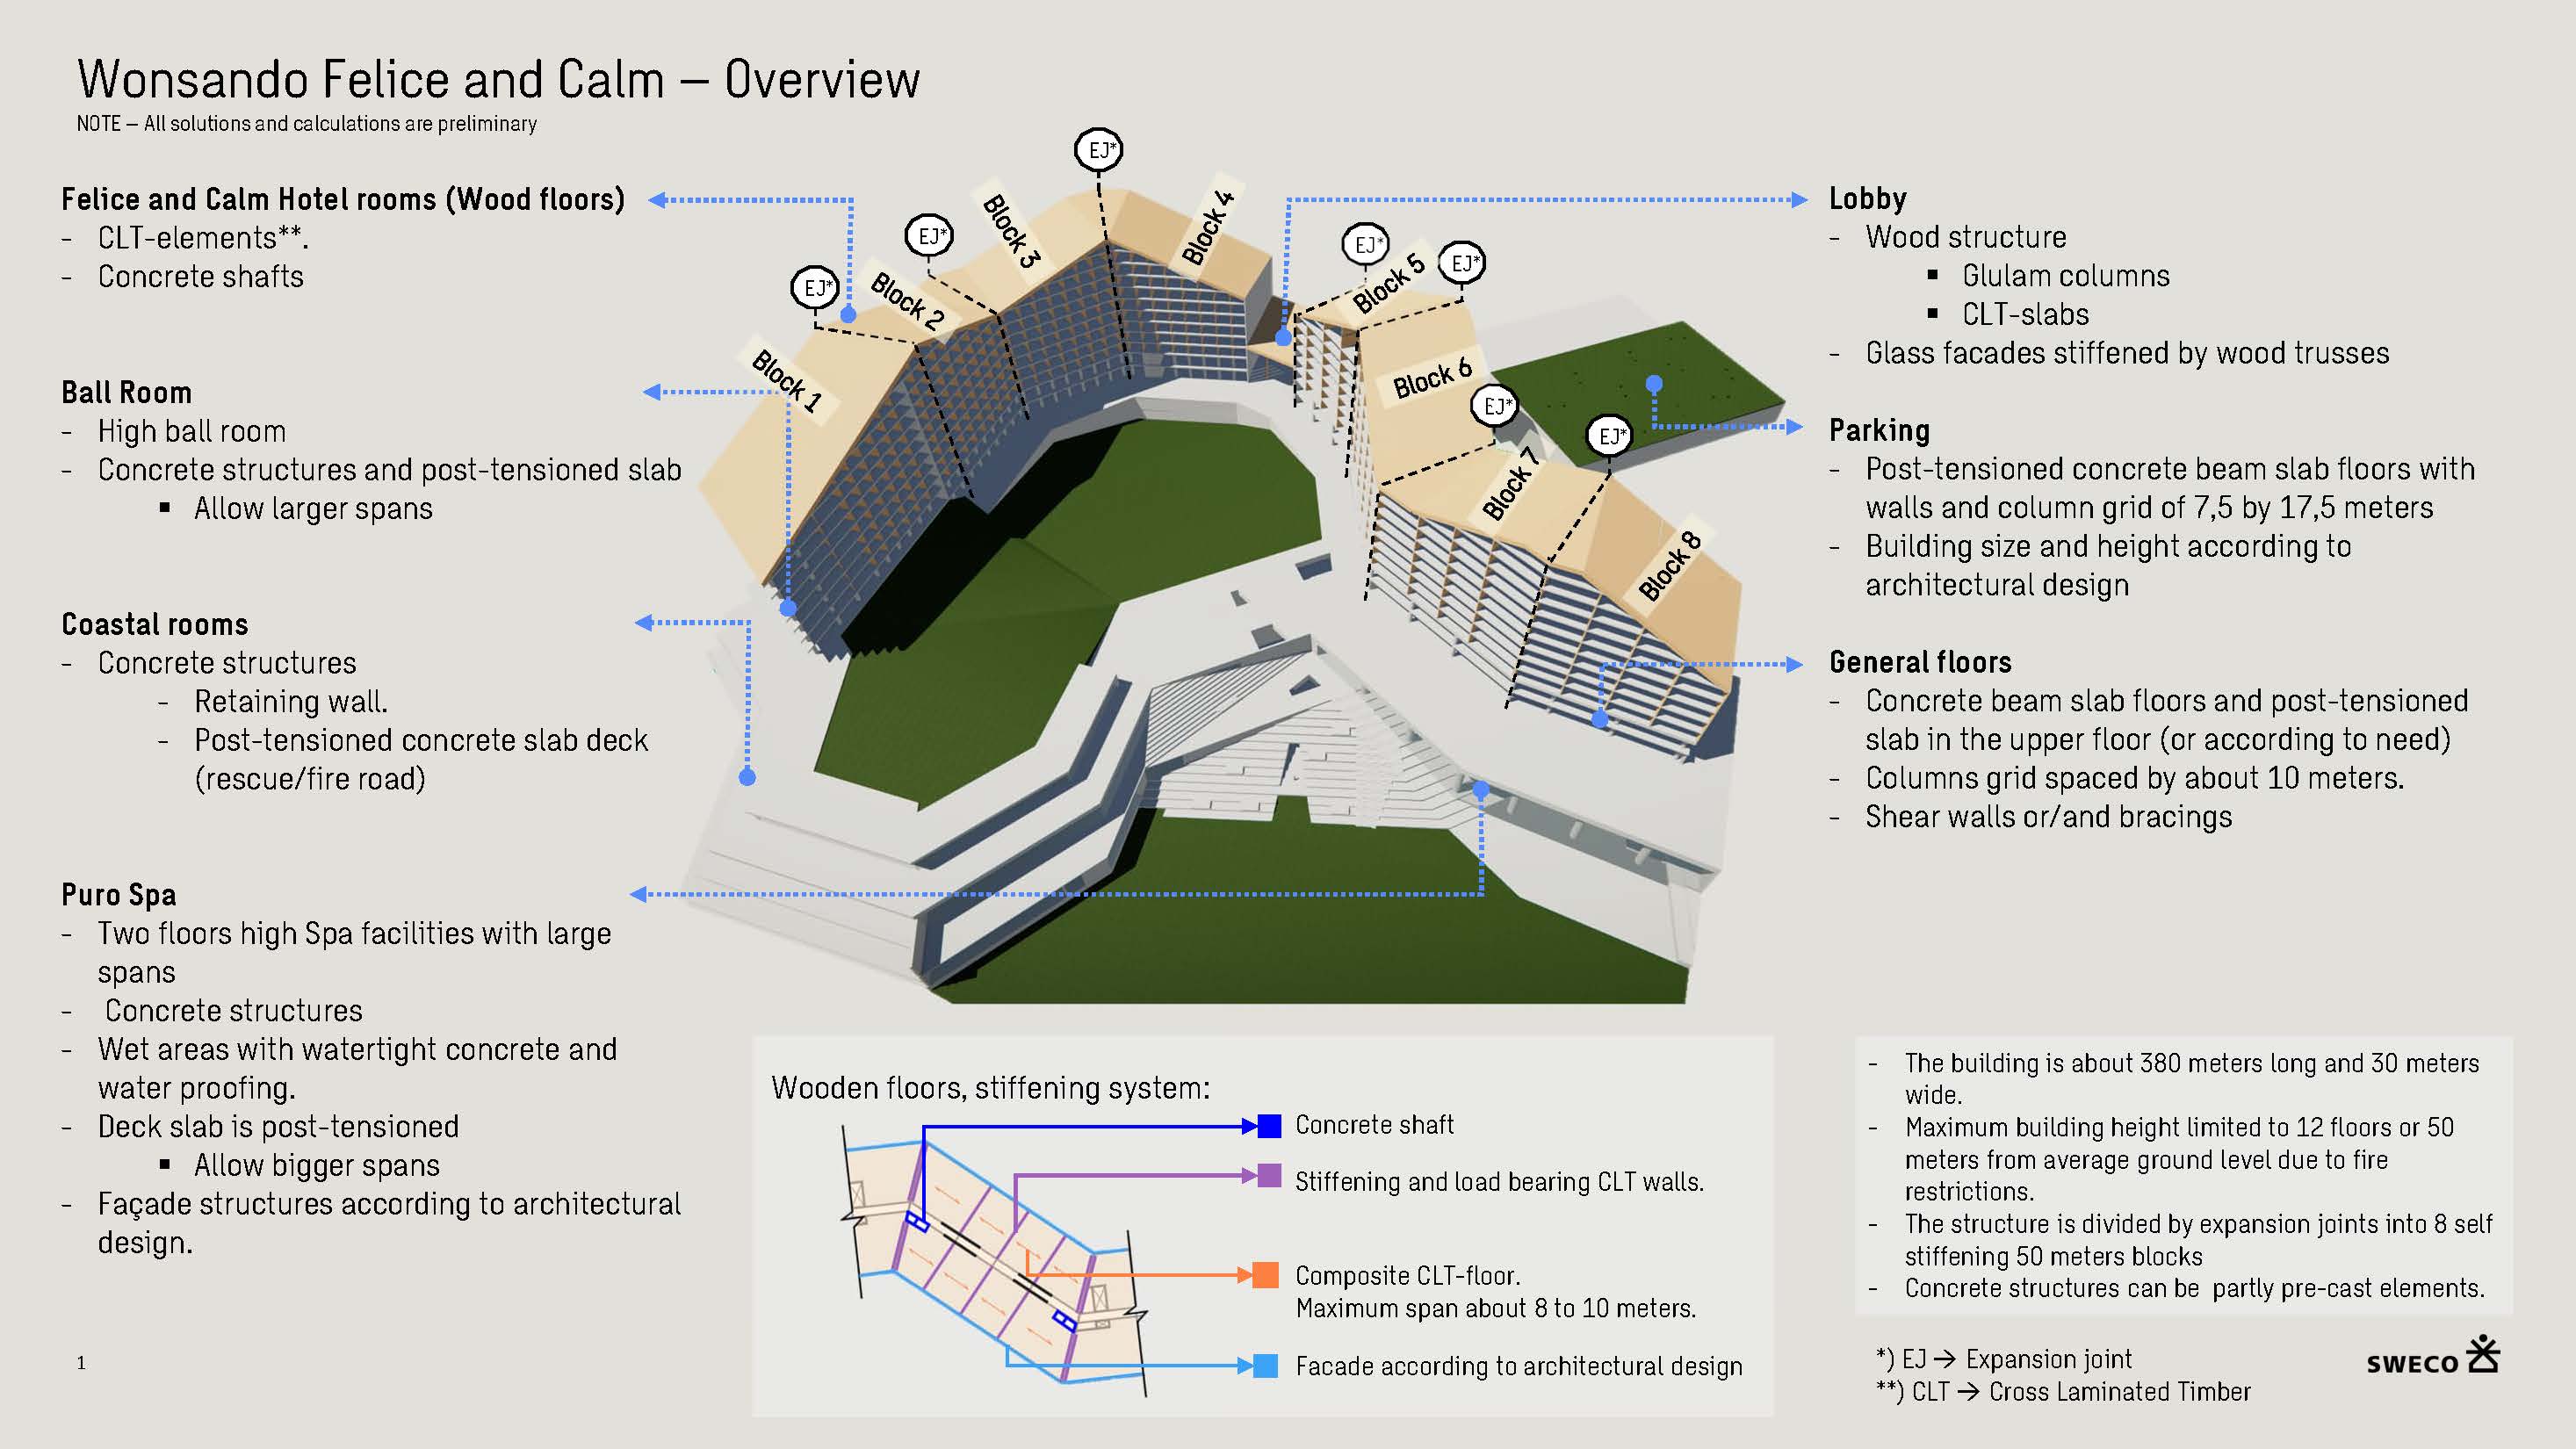 Wonsando Felice and Calm – Overview
NOTE – All solutions and calculations are preliminary
Felice and Calm Hotel rooms (Wood floors)
- CLT-elements**.
- Concrete shafts
Ball Room
- High ball room
- Concrete structures and post-tensioned slab
▪ Allow larger spans
Coastal rooms
- Concrete structures
- Retaining wall.
- Post-tensioned concrete slab deck
(rescue/fire road)
Puro Spa
- Two floors high Spa facilities with large
spans
- Concrete structures
- Wet areas with watertight concrete and
water proofing.
- Deck slab is post-tensioned
▪ Allow bigger spans
- Façade structures according to architectural
design.
1
EJ*
EJ*
EJ*
EJ*
EJ*
EJ*
EJ*
Block 1
Block 2
Block 3
Block 4
Block 5
Block 6
Block 7
Block 8
Lobby
- Wood structure
▪ Glulam columns
▪ CLT-slabs
- Glass facades stiffened by wood trusses
Parking
- Post-tensioned concrete beam slab floors with
walls and column grid of 7,5 by 17,5 meters
- Building size and height according to
architectural design
General floors
- Concrete beam slab floors and post-tensioned
slab in the upper floor (or according to need)
- Columns grid spaced by about 10 meters.
- Shear walls or/and bracings
Wooden floors, stiffening system:
Concrete shaft
Stiffening and load bearing CLT walls.
Composite CLT-floor.
Maximum span about 8 to 10 meters.
Facade according to architectural design
- The building is about 380 meters long and 30 meters
wide.
- Maximum building height limited to 12 floors or 50
meters from average ground level due to fire
restrictions.
- The structure is divided by expansion joints into 8 self
stiffening 50 meters blocks
- Concrete structures can be partly pre-cast elements.
*) EJ → Expansion joint
**) CLT → Cross Laminated Timber
SWECO